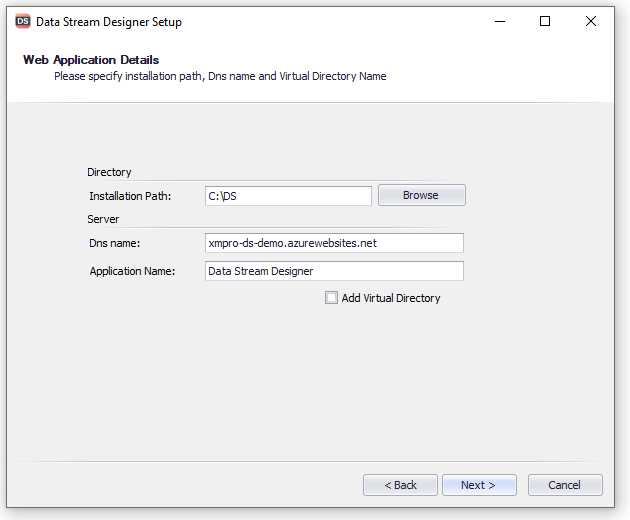 DS Data Stream Designer Setup
Web Application Details
Please specify installation path, Dns name and Virtual Directory Name
Directory
Installation Path: C:\DS Browse
Server
Dns name: xmpro-ds-demo.azurewebsites.net
Application Name: Data Stream Designer
Add Virtual Directory
< Back Next > Cancel